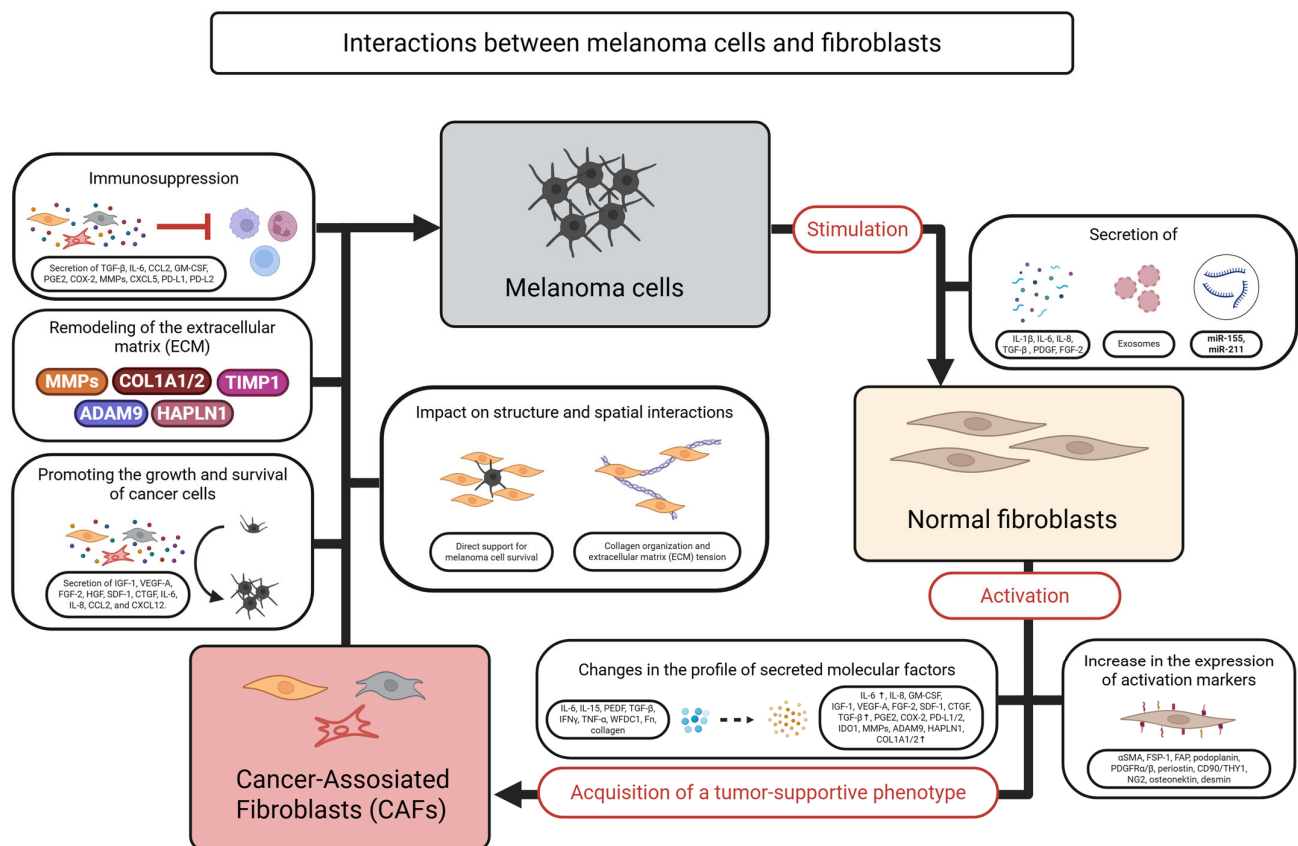 Interactions between melanoma cells and fibroblasts
Immunosuppression
Secretion of TGF-β, IL-6, CCL2, GM-CSF,
PGE2, COX-2, MMPs, CXCL5, PD-L1, PD-L2
Remodeling of the extracellular
matrix (ECM)
MMPs
COL1A1/2
TIMP1
ADAM9
HAPLN1
Promoting the growth and survival
of cancer cells
Secretion of IGF-1, VEGF-A,
FGF-2, HGF, SDF-1, CTGF, IL-6,
IL-8, CCL2, and CXCL12.
Melanoma cells
Stimulation
Secretion of
IL-1β, IL-6, IL-8,
TGF-β , PDGF, FGF-2
Exosomes
miR-155,
miR-211
Impact on structure and spatial interactions
Direct support for
melanoma cell survival
Collagen organization and
extracellular matrix (ECM) tension
Normal fibroblasts
Activation
Changes in the profile of secreted molecular factors
IL-6, IL-15, PEDF, TGF-β,
IFNγ, TNF-α, WFDC1, Fn,
collagen
IL-6 ↑, IL-8, GM-CSF,
IGF-1, VEGF-A, FGF-2, SDF-1, CTGF,
TGF-β↑, PGE2, COX-2, PD-L1/2,
IDO1, MMPs, ADAM9, HAPLN1,
COL1A1/2↑
Increase in the expression
of activation markers
αSMA, FSP-1, FAP, podoplanin,
PDGFRα/β, periostin, CD90/THY1,
NG2, osteonektin, desmin
Acquisition of a tumor-supportive phenotype
Cancer-Assosiated
Fibroblasts (CAFs)